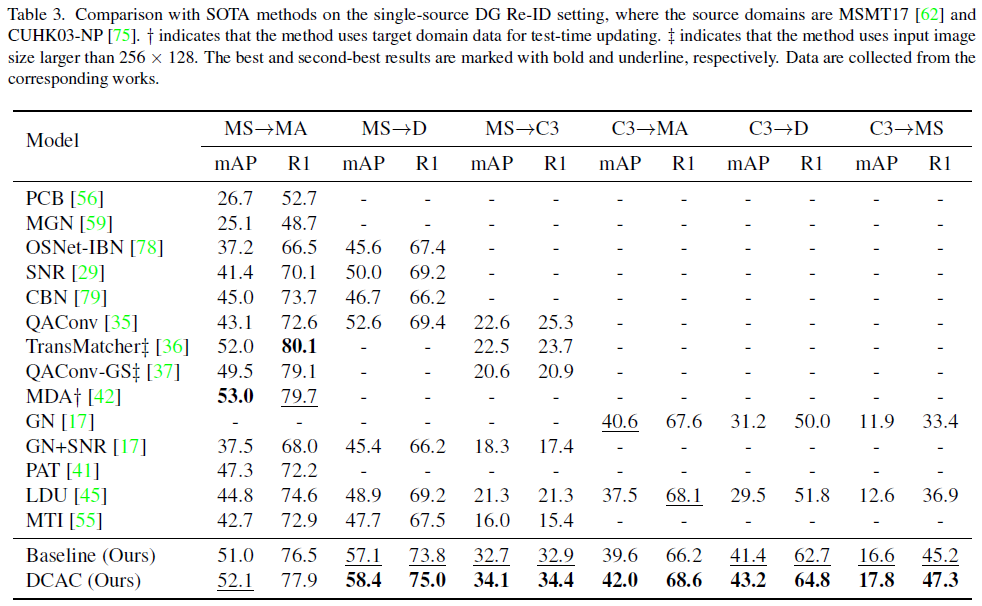 Table 3. Comparison with SOTA methods on the single-source DG Re-ID setting, where the source domains are MSMT17 [62] and
CUHK03-NP [75]. † indicates that the method uses target domain data for test-time updating. ‡ indicates that the method uses input image
size larger than 256 × 128. The best and second-best results are marked with bold and underline, respectively. Data are collected from the
corresponding works.
Model MS→MA MS→D MS→C3 C3→MA C3→D C3→MS
mAP R1 mAP R1 mAP R1 mAP R1 mAP R1 mAP R1
PCB [56] 26.7 52.7 - - - - - - - - - -
MGN [59] 25.1 48.7 - - - - - - - - - -
OSNet-IBN [78] 37.2 66.5 45.6 67.4 - - - - - - - -
SNR [29] 41.4 70.1 50.0 69.2 - - - - - - - -
CBN [79] 45.0 73.7 46.7 66.2 - - - - - - - -
QAConv [35] 43.1 72.6 52.6 69.4 22.6 25.3 - - - - - -
TransMatcher‡ [36] 52.0 80.1 - - 22.5 23.7 - - - - - -
QAConv-GS‡ [37] 49.5 79.1 - - 20.6 20.9 - - - - - -
MDA† [42] 53.0 79.7 - - - - - - - - - -
GN [17] - - - - - - 40.6 67.6 31.2 50.0 11.9 33.4
GN+SNR [17] 37.5 68.0 45.4 66.2 18.3 17.4 - - - - - -
PAT [41] 47.3 72.2 - - - - - - - - - -
LDU [45] 44.8 74.6 48.9 69.2 21.3 21.3 37.5 68.1 29.5 51.8 12.6 36.9
MTI [55] 42.7 72.9 47.7 67.5 16.0 15.4 - - - - - -
Baseline (Ours) 51.0 76.5 57.1 73.8 32.7 32.9 39.6 66.2 41.4 62.7 16.6 45.2
DCAC (Ours) 52.1 77.9 58.4 75.0 34.1 34.4 42.0 68.6 43.2 64.8 17.8 47.3